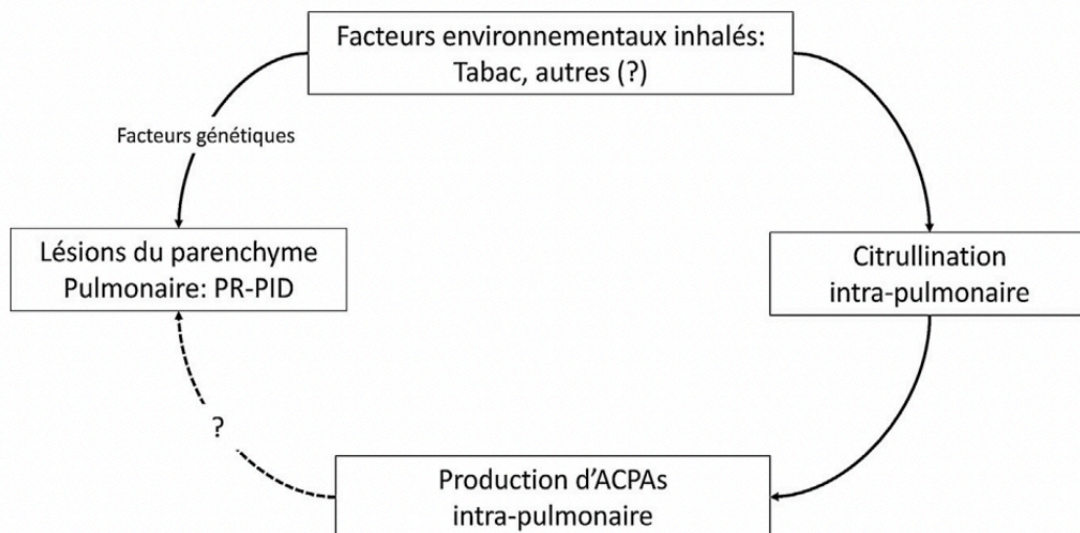 Facteurs environnementaux inhalés:
Tabac, autres (?)
Facteurs génétiques
Lésions du parenchyme
Pulmonaire: PR-PID
Citrullination
intra-pulmonaire
?
Production d’ACPAs
intra-pulmonaire